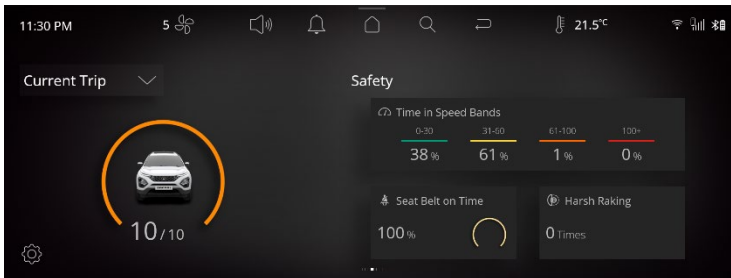 11:30 PM 5 21.5°C
Current Trip
Safety
Time in Speed Bands
0-30 31-60 61-100 100+
38 % 61 % 1 % 0 %
Seat Belt on Time
100 %
Harsh Raking
0 Times
10/10